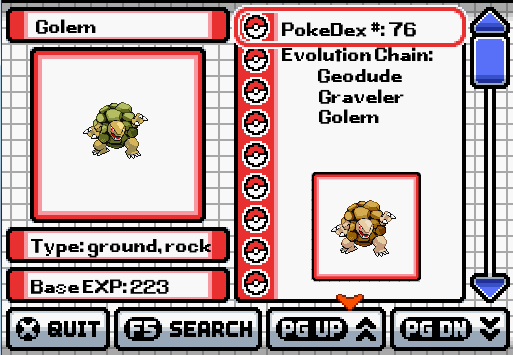 Golem
PokeDex #: 76
Evolution Chain:
Geodude
Graveler
Golem
Type: ground, rock
Base EXP: 223
X QUIT
F5 SEARCH
PG UP
PG DN